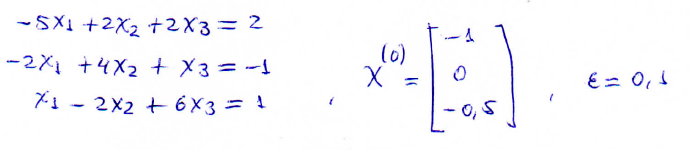 -5x₁ + 2x₂ + 2x₃ = 2
-2x₁ + 4x₂ + x₃ = -1
x₁ - 2x₂ + 6x₃ = 1 , x⁽⁰⁾ = [-1 0 -0,5] , ε = 0,1